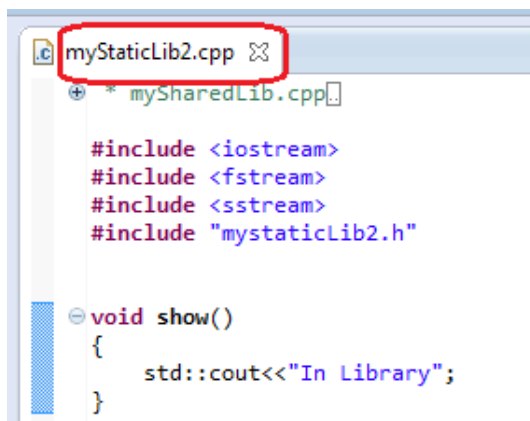 .c myStaticLib2.cpp
* mySharedLib.cpp..
#include <iostream>
#include <fstream>
#include <sstream>
#include "mystaticLib2.h"
void show()
{
std::cout<<"In Library";
}